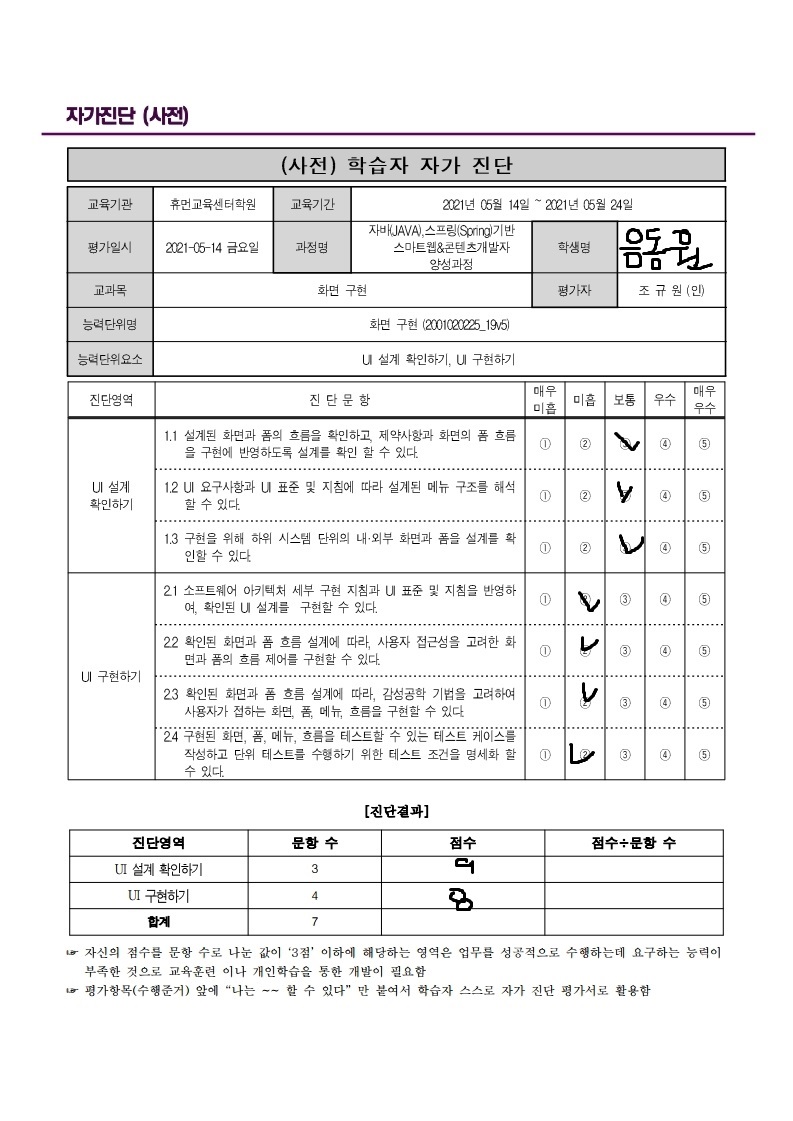 자가진단 (사전)
(사전) 학습자 자가 진단
교육기관 휴먼교육센터학원 교육기간 2021년 05월 14일 ~ 2021년 05월 24일
평가일시 2021-05-14 금요일 과정명 자바(JAVA),스프링(Spring)기반
스마트웹&콘텐츠개발자
양성과정 학생명
교과목 화면 구현 평가자 조 규 원 (인)
능력단위명 화면 구현 (2001020225_19v5)
능력단위요소 UI 설계 확인하기, UI 구현하기
진단영역 진 단 문 항 매우 미흡 미흡 보통 우수 매우 우수
UI 설계
확인하기
1.1 설계된 화면과 폼의 흐름을 확인하고, 제약사항과 화면의 폼 흐름
을 구현에 반영하도록 설계를 확인 할 수 있다. ① ② ③ ④ ⑤
1.2 UI 요구사항과 UI 표준 및 지침에 따라 설계된 메뉴 구조를 해석
할 수 있다. ① ② ③ ④ ⑤
1.3 구현을 위해 하위 시스템 단위의 내·외부 화면과 폼을 설계를 확
인할 수 있다. ① ② ③ ④ ⑤
UI 구현하기
2.1 소프트웨어 아키텍처 세부 구현 지침과 UI 표준 및 지침을 반영하
여, 확인된 UI 설계를 구현할 수 있다. ① ② ③ ④ ⑤
2.2 확인된 화면과 폼 흐름 설계에 따라, 사용자 접근성을 고려한 화
면과 폼의 흐름 제어를 구현할 수 있다. ① ② ③ ④ ⑤
2.3 확인된 화면과 폼 흐름 설계에 따라, 감성공학 기법을 고려하여
사용자가 접하는 화면, 폼, 메뉴, 흐름을 구현할 수 있다. ① ② ③ ④ ⑤
2.4 구현된 화면, 폼, 메뉴, 흐름을 테스트할 수 있는 테스트 케이스를
작성하고 단위 테스트를 수행하기 위한 테스트 조건을 명세화 할
수 있다. ① ② ③ ④ ⑤
[진단결과]
진단영역 문항 수 점수 점수÷문항 수
UI 설계 확인하기 3 9
UI 구현하기 4 8
합계 7
☞ 자신의 점수를 문항 수로 나눈 값이 '3점' 이하에 해당하는 영역은 업무를 성공적으로 수행하는데 요구하는 능력이
부족한 것으로 교육훈련 이나 개인학습을 통한 개발이 필요함
☞ 평가항목(수행준거) 앞에 “나는 ~~ 할 수 있다” 만 붙여서 학습자 스스로 자가 진단 평가서로 활용함